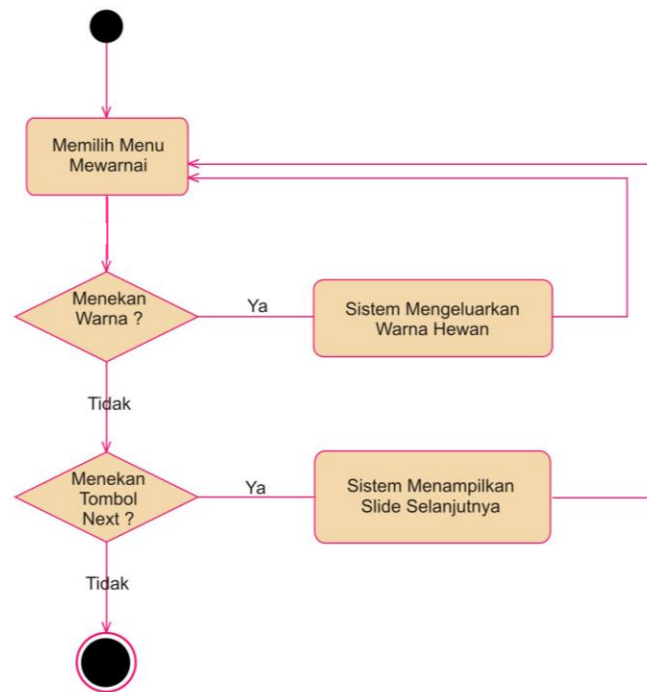 Memilih Menu
Mewarnai
Menekan
Warna ?
Ya
Sistem Mengeluarkan
Warna Hewan
Tidak
Menekan
Tombol
Next ?
Ya
Sistem Menampilkan
Slide Selanjutnya
Tidak